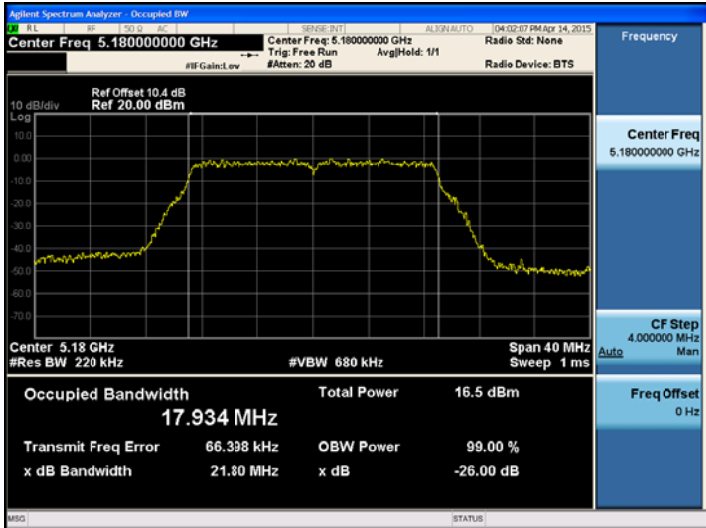 Agilent Spectrum Analyzer - Occupied BW
RL RF 50 Ω AC SENSE:INT ALIGN AUTO 04:02:07 PM Apr 14, 2015
Center Freq 5.180000000 GHz
Center Freq: 5.180000000 GHz
Radio Std: None
Trig: Free Run Avg|Hold: 1/1
#IFGain:Low
#Atten: 20 dB
Radio Device: BTS
Frequency
Ref Offset 10.4 dB
10 dB/div Ref 20.00 dBm
Log
10.0
0.00
-10.0
-20.0
-30.0
-40.0
-50.0
-60.0
-70.0
Center Freq
5.180000000 GHz
Center 5.18 GHz
Span 40 MHz
#Res BW 220 kHz
#VBW 680 kHz
Sweep 1 ms
CF Step
4.000000 MHz
Auto Man
Occupied Bandwidth
Total Power 16.5 dBm
17.934 MHz
Transmit Freq Error 66.398 kHz OBW Power 99.00 %
x dB Bandwidth 21.80 MHz x dB -26.00 dB
Freq Offset
0 Hz
MSG
STATUS